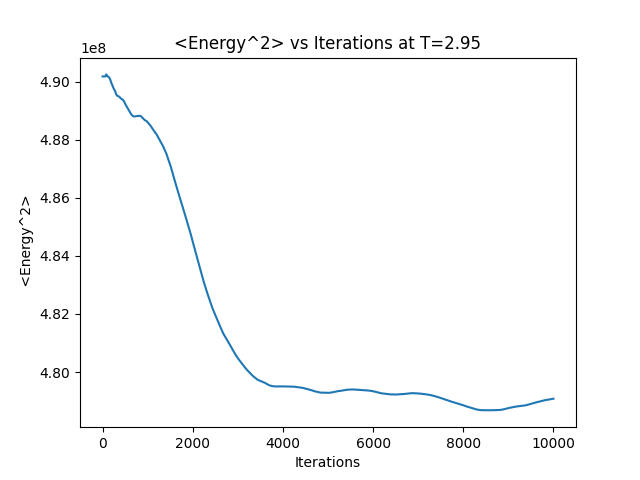 <Energy^2> vs Iterations at T=2.95
1e8
4.90
4.88
4.86
4.84
4.82
4.80
<Energy^2>
0 2000 4000 6000 8000 10000
Iterations